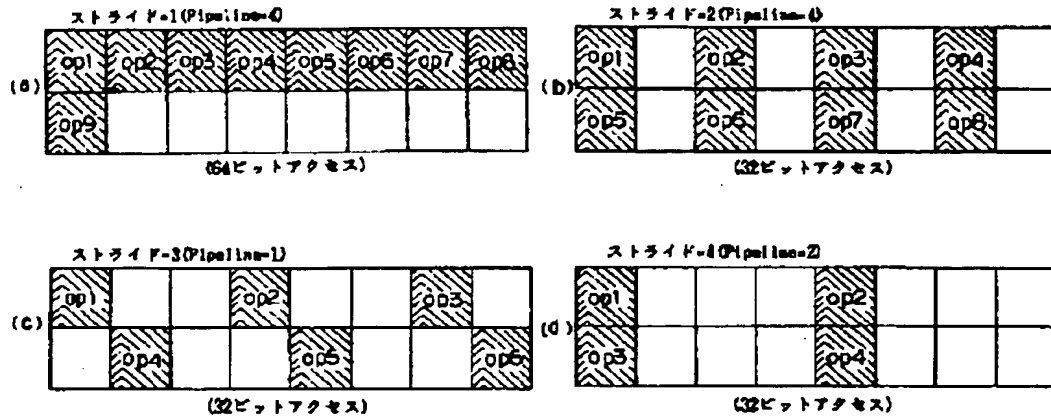 ストライド=1(Pipeline=4)
(a)
op1 op2 op3 op4 op5 op6 op7 op8
op9
(64ビットアクセス)
ストライド=2(Pipeline=4)
(b)
op1 op2 op3 op4
op5 op6 op7 op8
(32ビットアクセス)
ストライド=3(Pipeline=1)
(c)
op1 op2 op3
op4 op5 op6
(32ビットアクセス)
ストライド=4(Pipeline=2)
(d)
op1 op2
op3 op4
(32ビットアクセス)